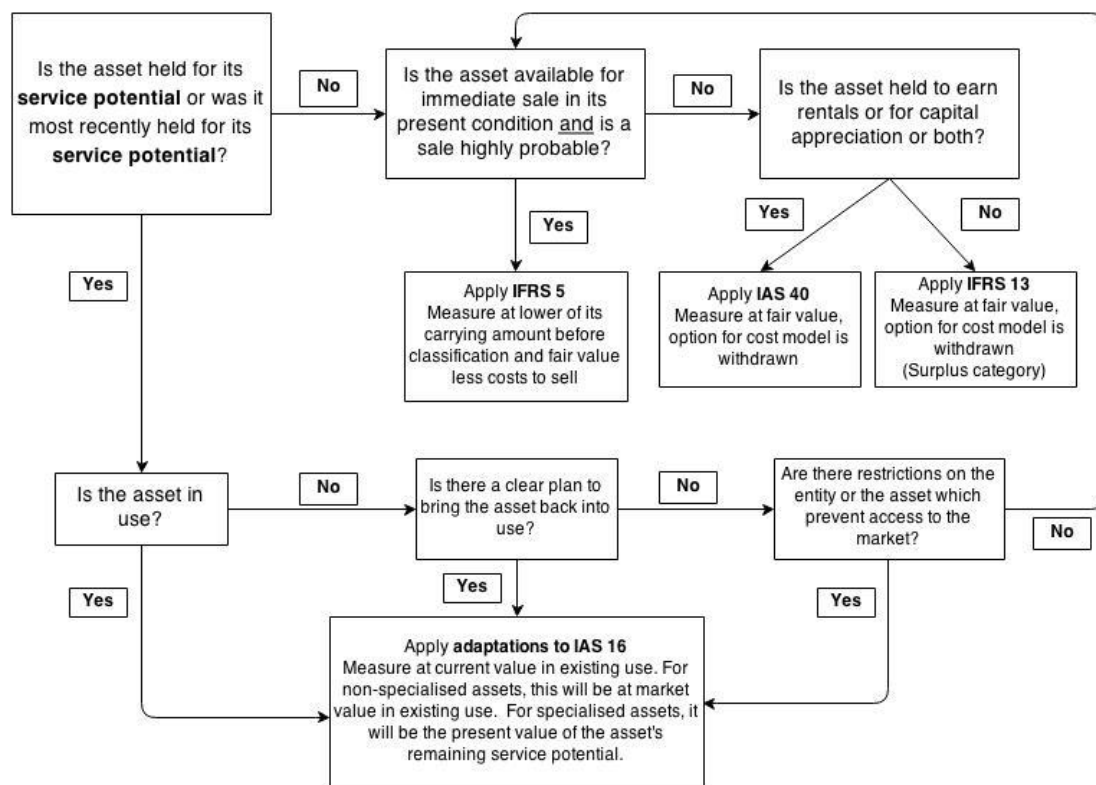 Is the asset held for its
service potential or was it
most recently held for its
service potential?
No
Is the asset available for
immediate sale in its
present condition and is a
sale highly probable?
No
Is the asset held to earn
rentals or for capital
appreciation or both?
Yes
Yes
Yes
No
Apply IFRS 5
Measure at lower of its
carrying amount before
classification and fair value
less costs to sell
Apply IAS 40
Measure at fair value,
option for cost model is
withdrawn
Apply IFRS 13
Measure at fair value,
option for cost model is
withdrawn
(Surplus category)
Is the asset in
use?
No
Is there a clear plan to
bring the asset back into
use?
No
Are there restrictions on the
entity or the asset which
prevent access to the
market?
No
Yes
Yes
Yes
Apply adaptations to IAS 16
Measure at current value in existing use. For
non-specialised assets, this will be at market
value in existing use.  For specialised assets, it
will be the present value of the asset's
remaining service potential.